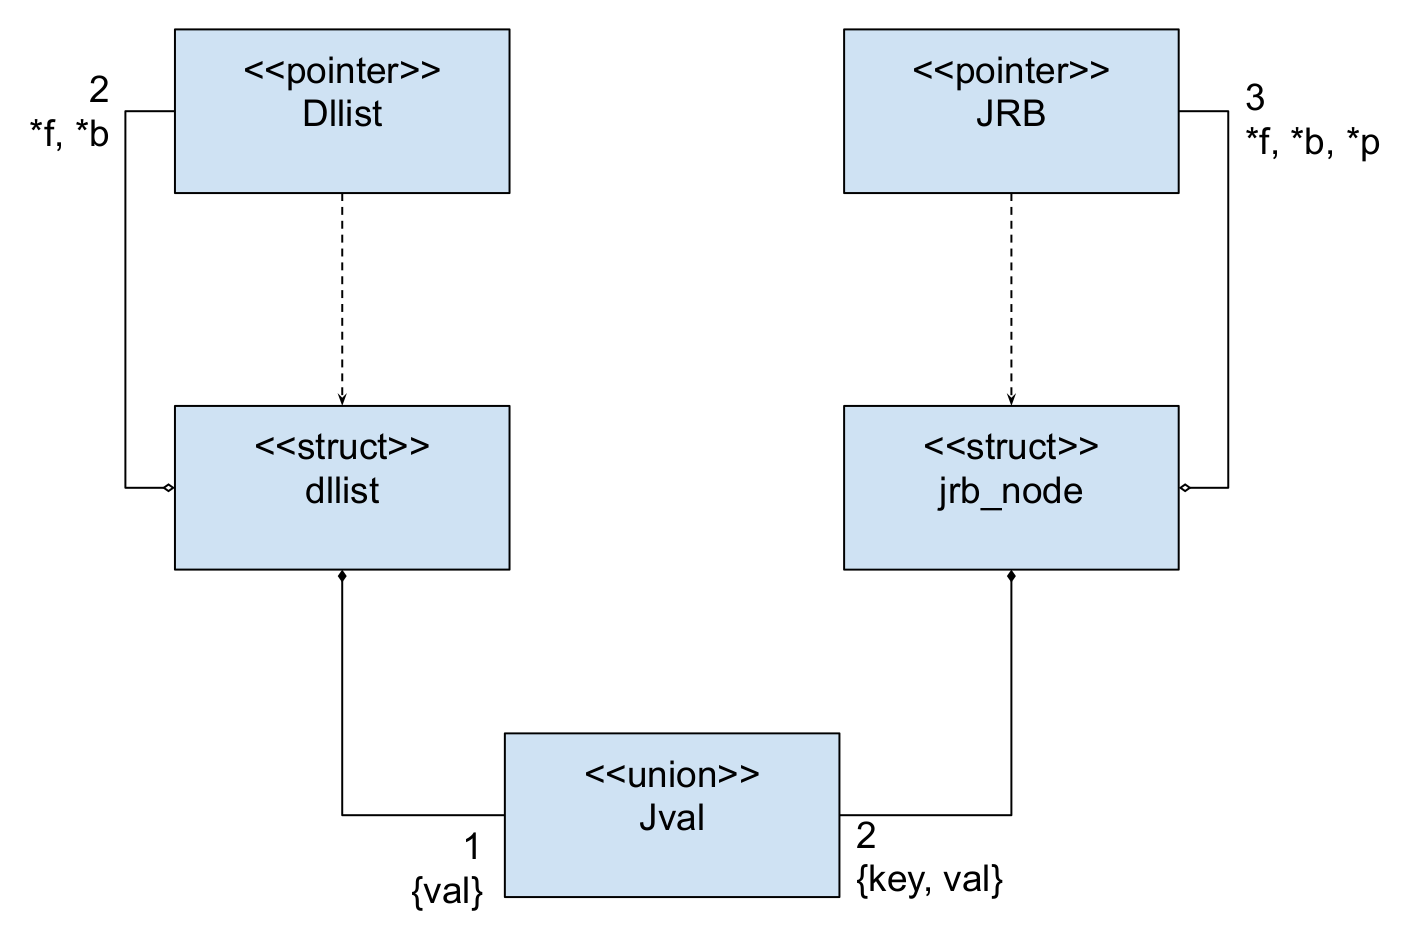 <<pointer>>
Dllist
2
*f, *b
<<pointer>>
JRB
3
*f, *b, *p
<<struct>>
dllist
<<struct>>
jrb_node
<<union>>
Jval
1
{val}
2
{key, val}